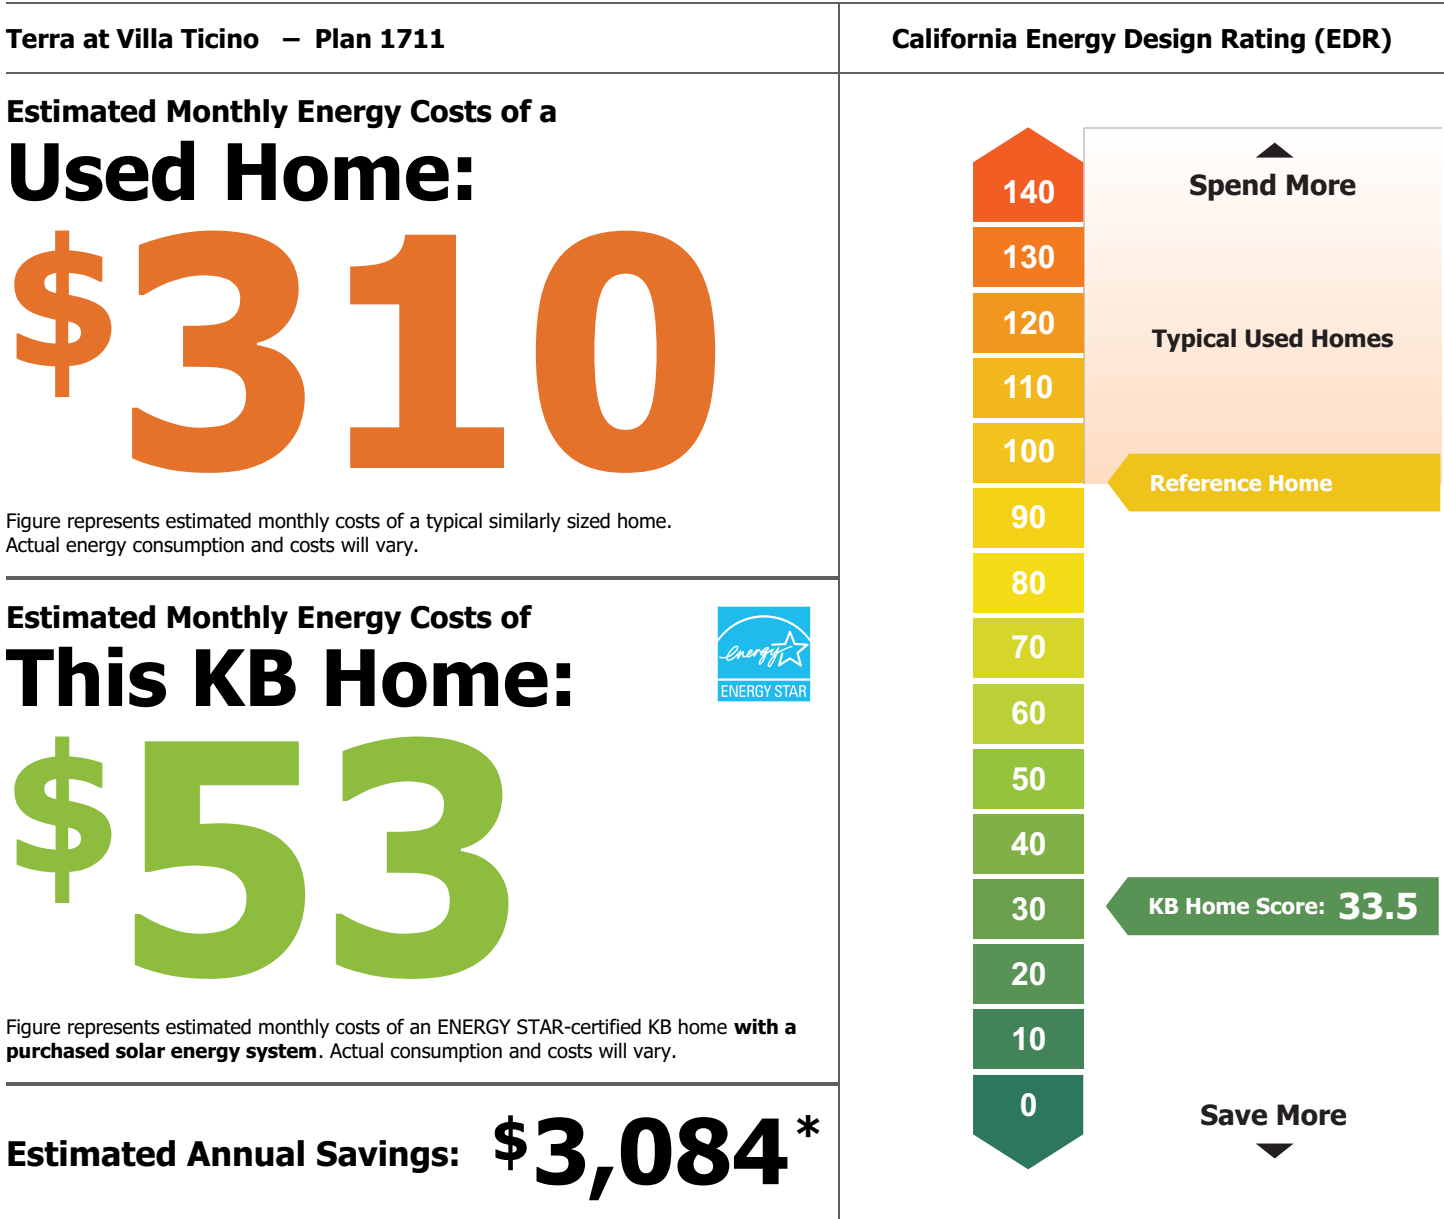 Terra at Villa Ticino – Plan 1711
Estimated Monthly Energy Costs of a
Used Home:
$310
Figure represents estimated monthly costs of a typical similarly sized home.
Actual energy consumption and costs will vary.
Estimated Monthly Energy Costs of
This KB Home:
energy
ENERGY STAR
$53
Figure represents estimated monthly costs of an ENERGY STAR-certified KB home with a
purchased solar energy system. Actual consumption and costs will vary.
Estimated Annual Savings: $3,084*
California Energy Design Rating (EDR)
140
130
120
110
100
90
80
70
60
50
40
30
20
10
0
Spend More
Typical Used Homes
Reference Home
KB Home Score: 33.5
Save More